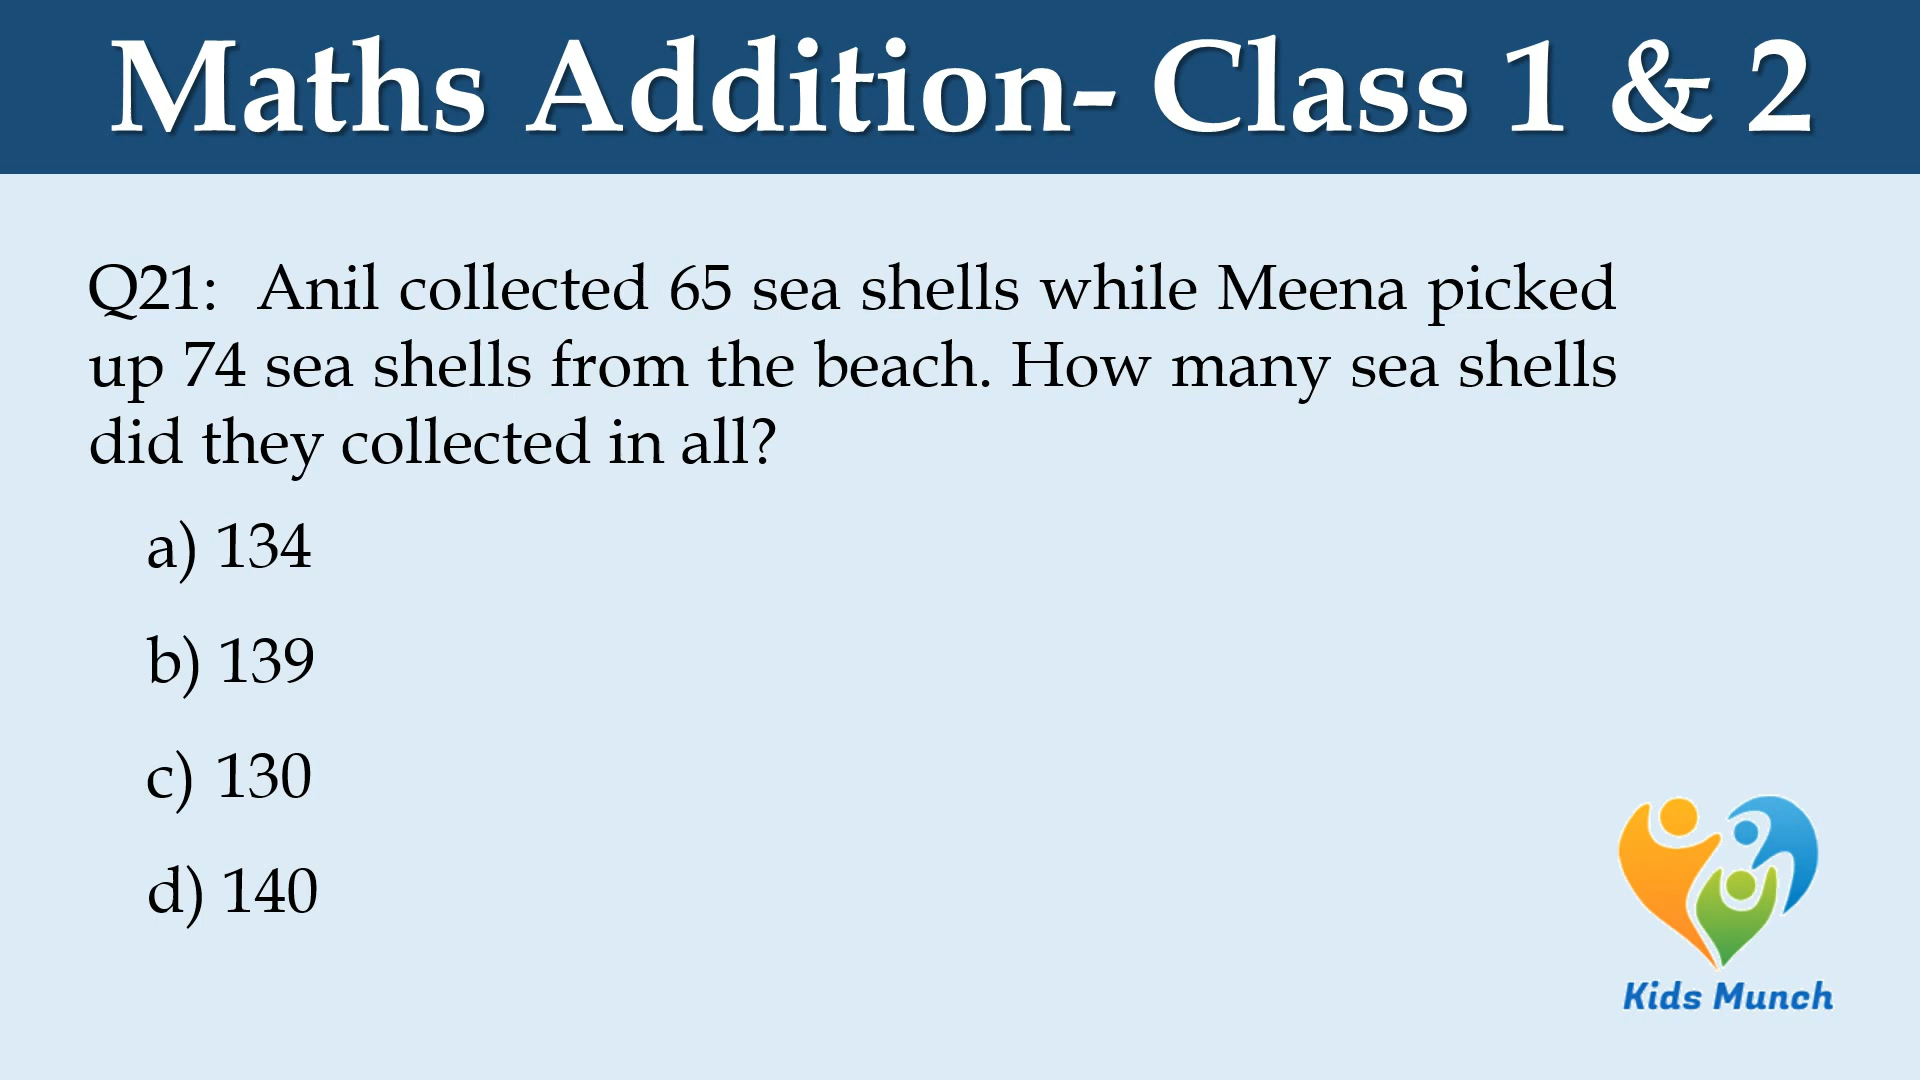 Maths Addition- Class 1 & 2
Q21: Anil collected 65 sea shells while Meena picked
up 74 sea shells from the beach. How many sea shells
did they collected in all?
a) 134
b) 139
c) 130
d) 140
Kids Munch